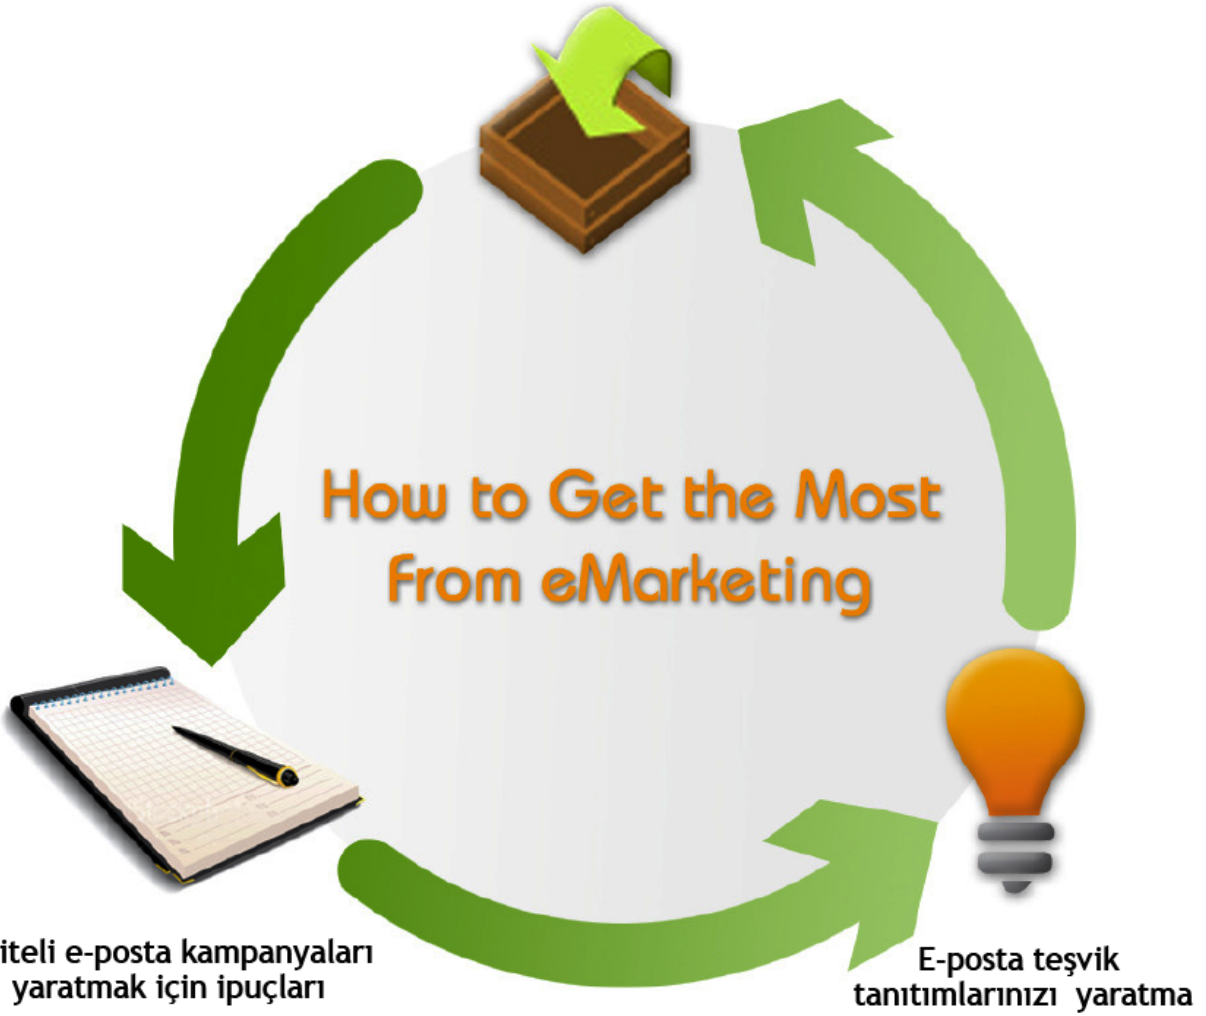 How to Get the Most
From eMarketing
iteli e-posta kampanyaları
yaratmak için ipuçları
E-posta teşvik
tanıtımlarınızı yaratma